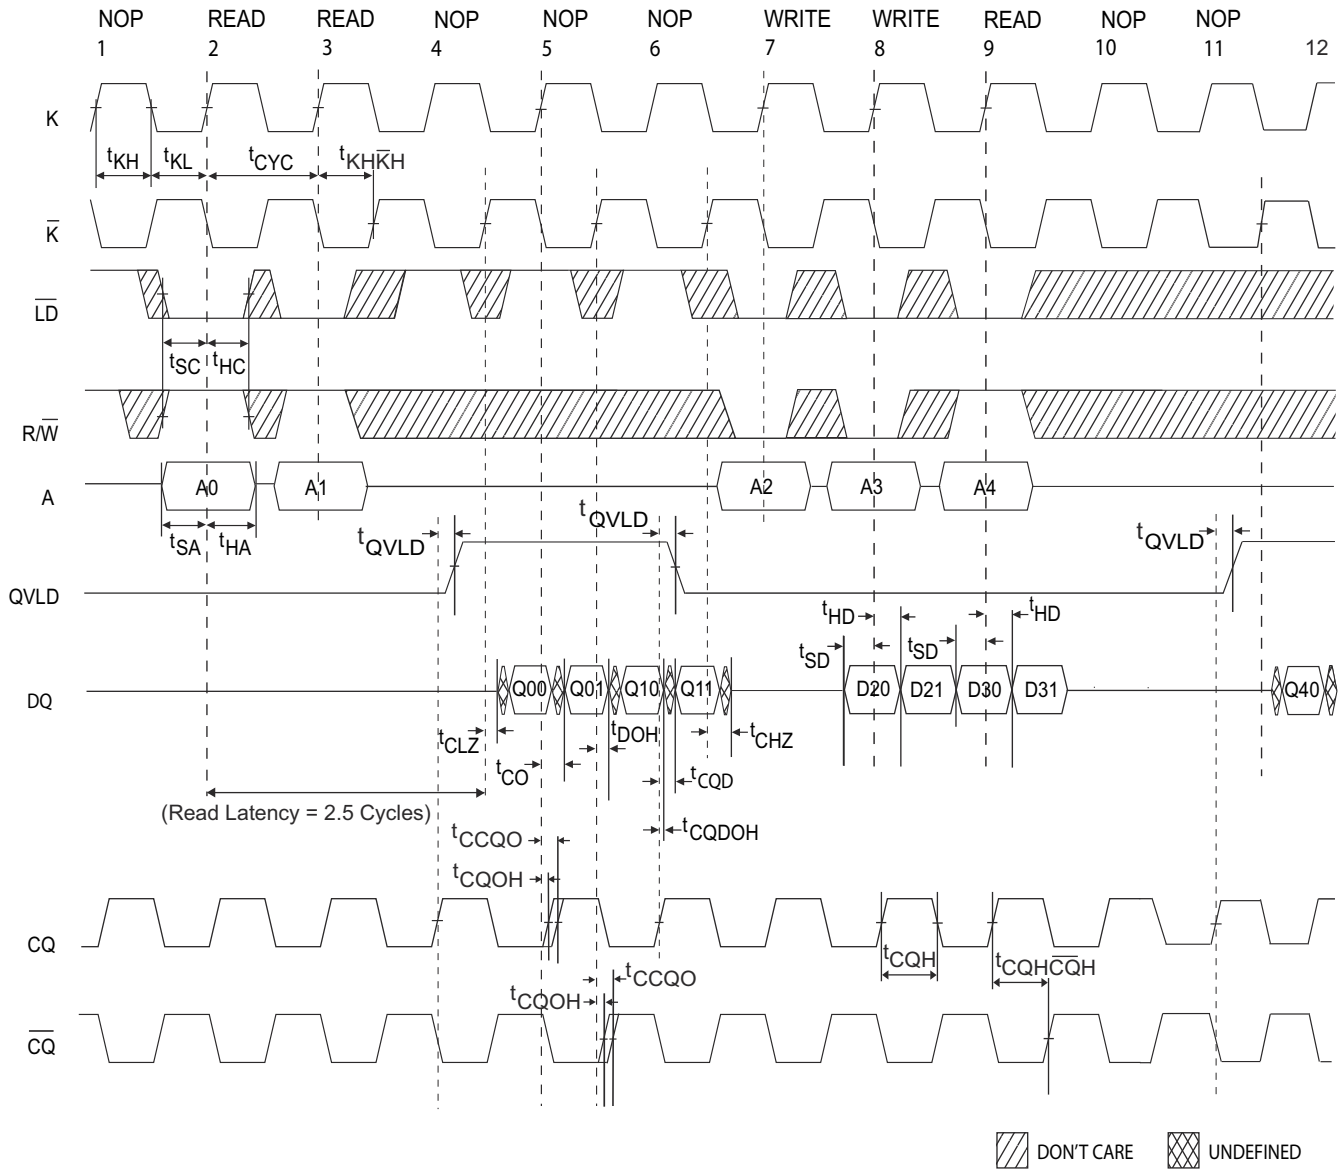 NOP READ READ NOP NOP NOP WRITE WRITE READ NOP NOP
1 2 3 4 5 6 7 8 9 10 11 12
K
tKH tKL tCYC tKHK̅H
K̅
L̅D̅
tSC tHC
R/W̅
A A0 A1 A2 A3 A4
tSA tHA tQVLD tQVLD tQVLD
QVLD
tHD tHD
tSD tSD
DQ Q00 Q01 Q10 Q11 D20 D21 D30 D31 Q40
tCLZ tDOH tCHZ
tCO tCQD
(Read Latency = 2.5 Cycles)
tCQDOH
tCCQO
tCQOH
CQ
tCQH tCQHC̅Q̅H
tCCQO
tCQOH
C̅Q̅
DON'T CARE UNDEFINED